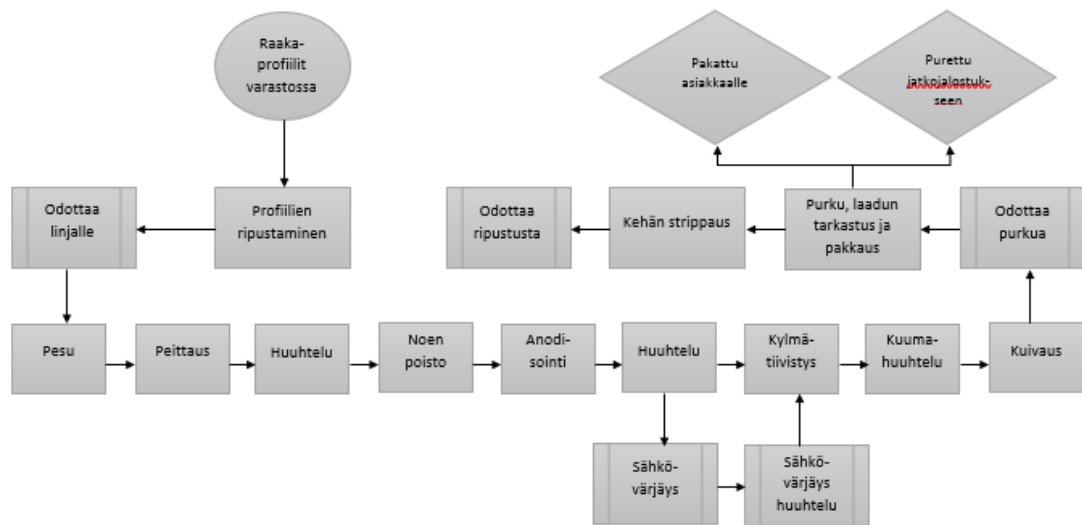 Raaka-
profiilit
varastossa
Pakattu
asiakkaalle
Purettu
jatkojalostuk-
seen
Odottaa
linjalle
Profiilien
ripustaminen
Odottaa
ripustusta
Kehän strippaus
Purku, laadun
tarkastus ja
pakkaus
Odottaa
purkua
Pesu
Peittaus
Huuhtelu
Noen
poisto
Anodi-
sointi
Huuhtelu
Kylmä-
tiivistys
Kuuma-
huuhtelu
Kuivaus
Sähkö-
värjäys
Sähkö-
värjäys
huuhtelu